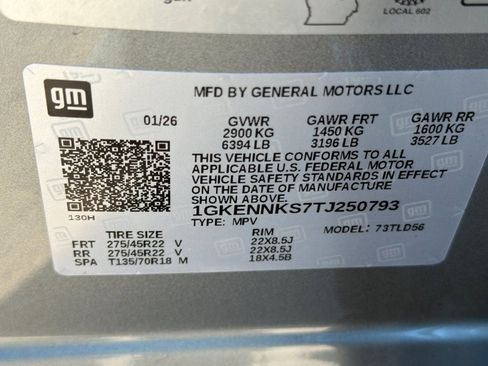 LOCAL 602
gm
MFD BY GENERAL MOTORS LLC
01/26 GVWR GAWR FRT GAWR RR
2900 KG 1450 KG 1600 KG
6394 LB 3196 LB 3527 LB
THIS VEHICLE CONFORMS TO ALL
APPLICABLE U.S. FEDERAL MOTOR
VEHICLE SAFETY STANDARDS IN EFFECT
ON THE DATE OF MANUFACTURE
SHOWN ABOVE.
1GKENNKS7TJ250793
130H
TYPE: MPV MODEL: 73TLD56
TIRE SIZE RIM
FRT 275/45R22 V 22X8.5J
RR 275/45R22 V 22X8.5J
SPA T135/70R18 M 18X4.5B